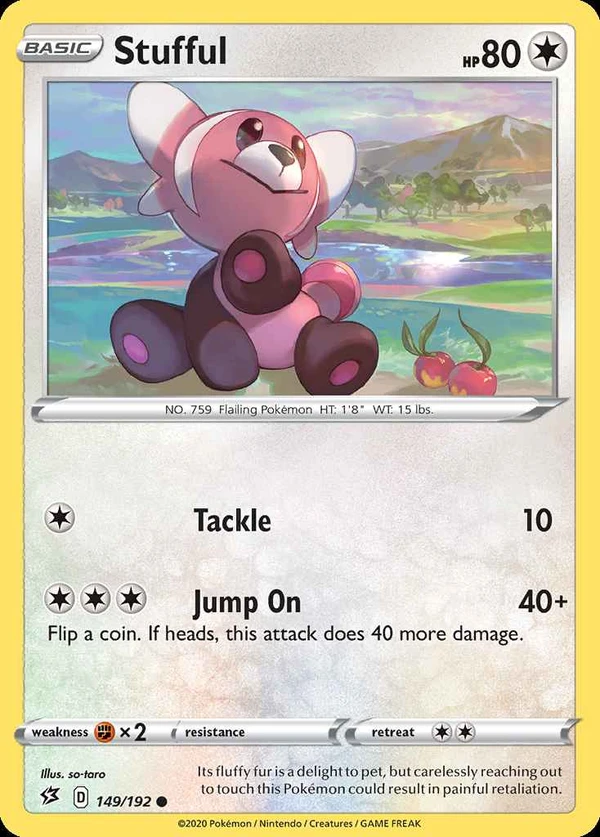 BASIC Stufful HP 80
NO. 759 Flailing Pokémon HT: 1'8" WT: 15 lbs.
Tackle 10
Jump On 40+
Flip a coin. If heads, this attack does 40 more damage.
weakness ×2 resistance retreat
Illus. so-taro
Its fluffy fur is a delight to pet, but carelessly reaching out
to touch this Pokémon could result in painful retaliation.
D 149/192
©2020 Pokémon / Nintendo / Creatures / GAME FREAK